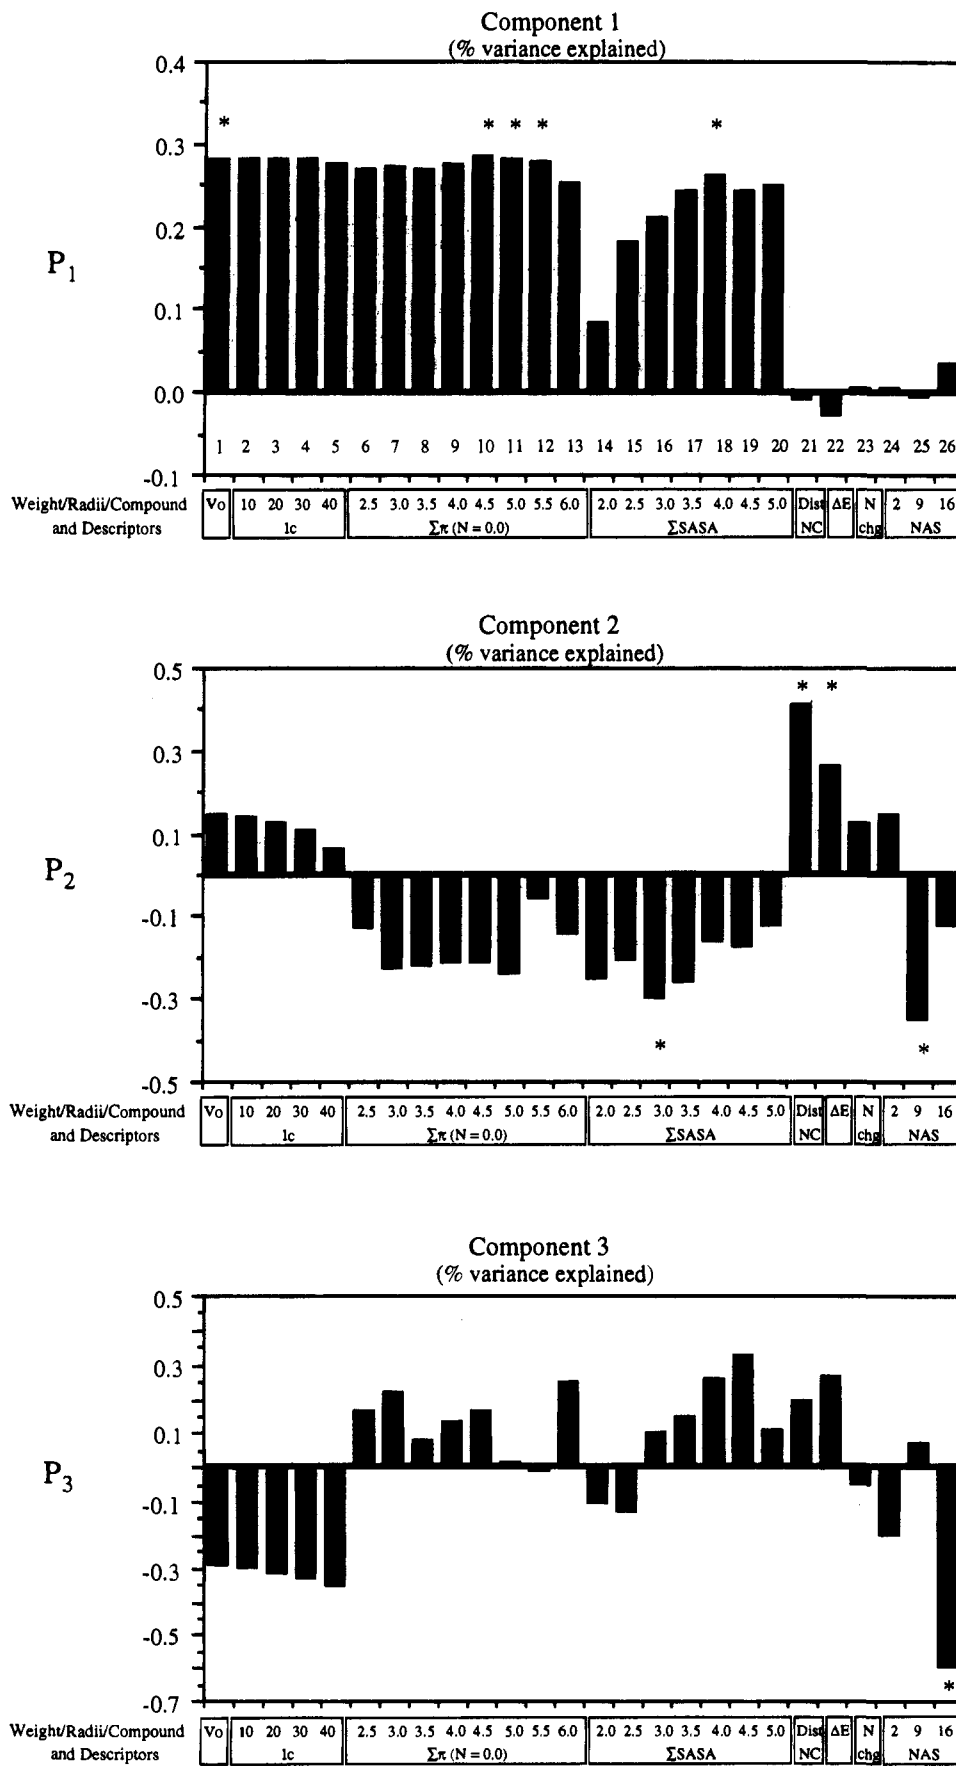 Component 1
(% variance explained)
0.4
* * * * *
0.3
0.2
P1
0.1
0.0
1 2 3 4 5 6 7 8 9 10 11 12 13 14 15 16 17 18 19 20 21 22 23 24 25 26
-0.1
Weight/Radii/Compound Vo 10 20 30 40 2.5 3.0 3.5 4.0 4.5 5.0 5.5 6.0 2.0 2.5 3.0 3.5 4.0 4.5 5.0 Dist ΔE N 2 9 16
and Descriptors 1c Σπ (N = 0.0) ΣSASA NC chg NAS
Component 2
(% variance explained)
0.5
* *
0.3
0.1
P2
-0.1
-0.3
* *
-0.5
Weight/Radii/Compound Vo 10 20 30 40 2.5 3.0 3.5 4.0 4.5 5.0 5.5 6.0 2.0 2.5 3.0 3.5 4.0 4.5 5.0 Dist ΔE N 2 9 16
and Descriptors 1c Σπ (N = 0.0) ΣSASA NC chg NAS
Component 3
(% variance explained)
0.5
0.3
0.1
P3
-0.1
-0.3
-0.5
*
-0.7
Weight/Radii/Compound Vo 10 20 30 40 2.5 3.0 3.5 4.0 4.5 5.0 5.5 6.0 2.0 2.5 3.0 3.5 4.0 4.5 5.0 Dist ΔE N 2 9 16
and Descriptors 1c Σπ (N = 0.0) ΣSASA NC chg NAS